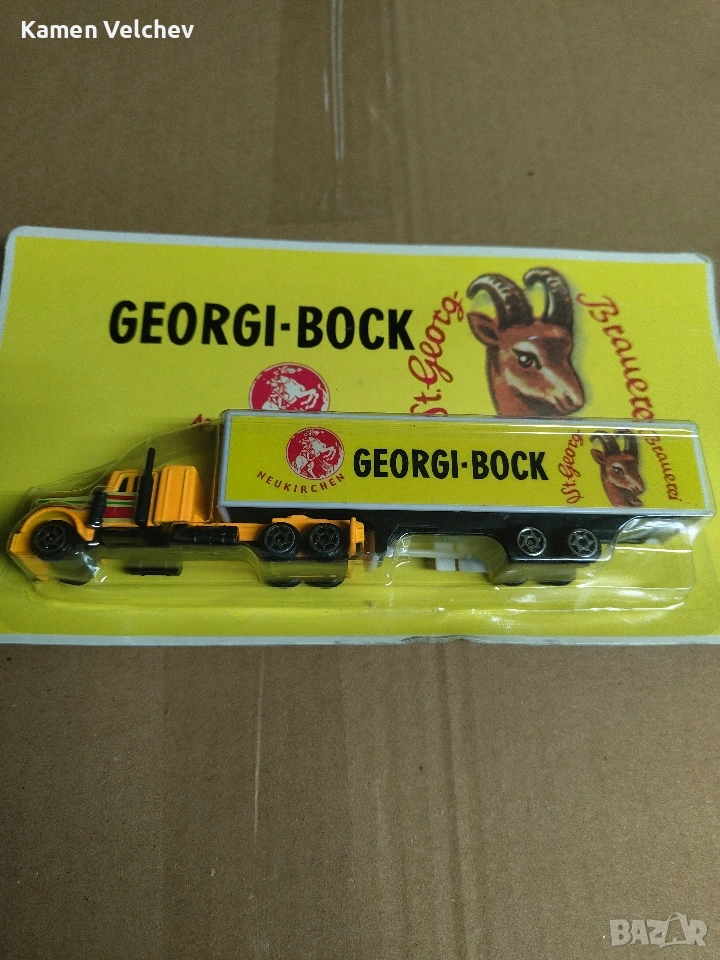 Kamen Velchev
GEORGI-BOCK
St. Georg
Brauerei
NEUKIRCHEN
GEORGI-BOCK
St. Georg
Brauerei
BAZAR